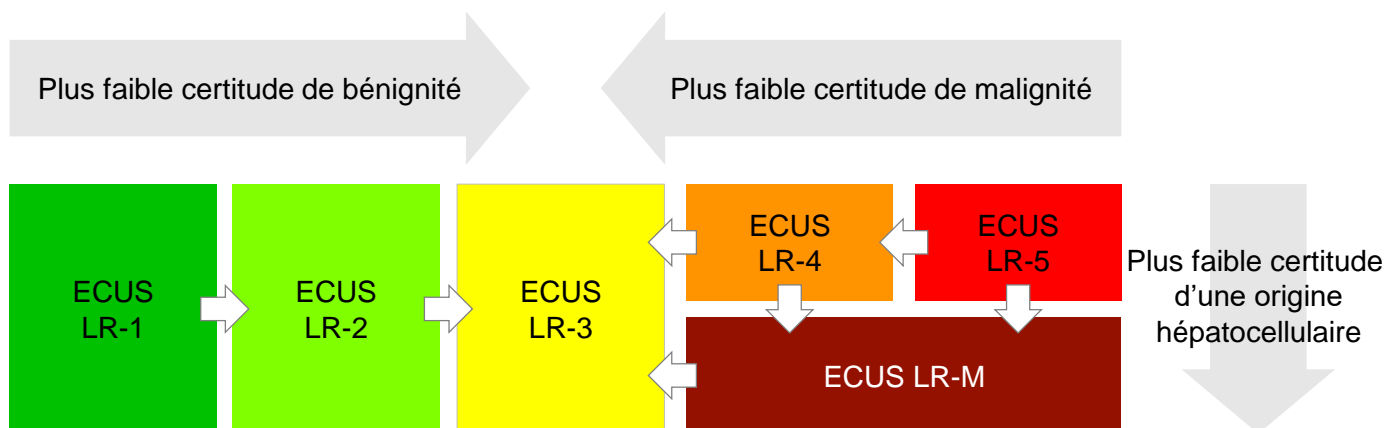 Plus faible certitude de bénignité
Plus faible certitude de malignité
ECUS
LR-1
ECUS
LR-2
ECUS
LR-3
ECUS
LR-4
ECUS
LR-5
ECUS LR-M
Plus faible certitude
d’une origine
hépatocellulaire